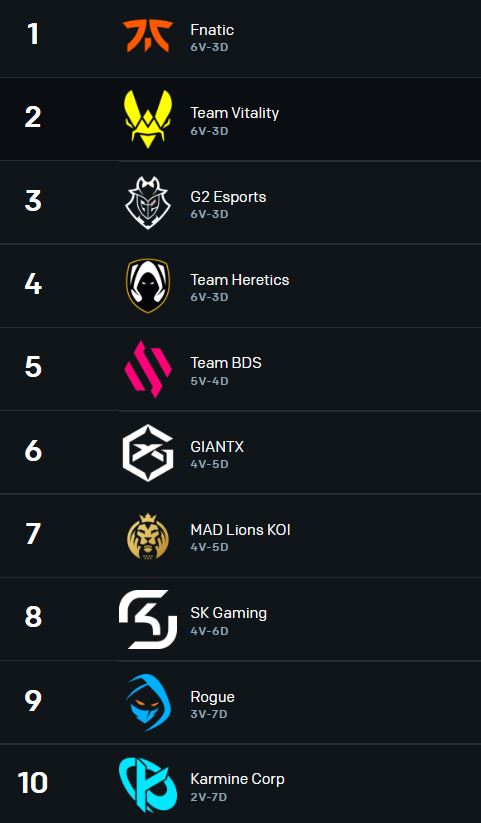 1
Fnatic
6V-3D
2
Team Vitality
6V-3D
3
G2 Esports
6V-3D
4
Team Heretics
6V-3D
5
Team BDS
5V-4D
6
GIANTX
4V-5D
7
MAD Lions KOI
4V-5D
8
SK Gaming
4V-6D
9
Rogue
3V-7D
10
Karmine Corp
2V-7D